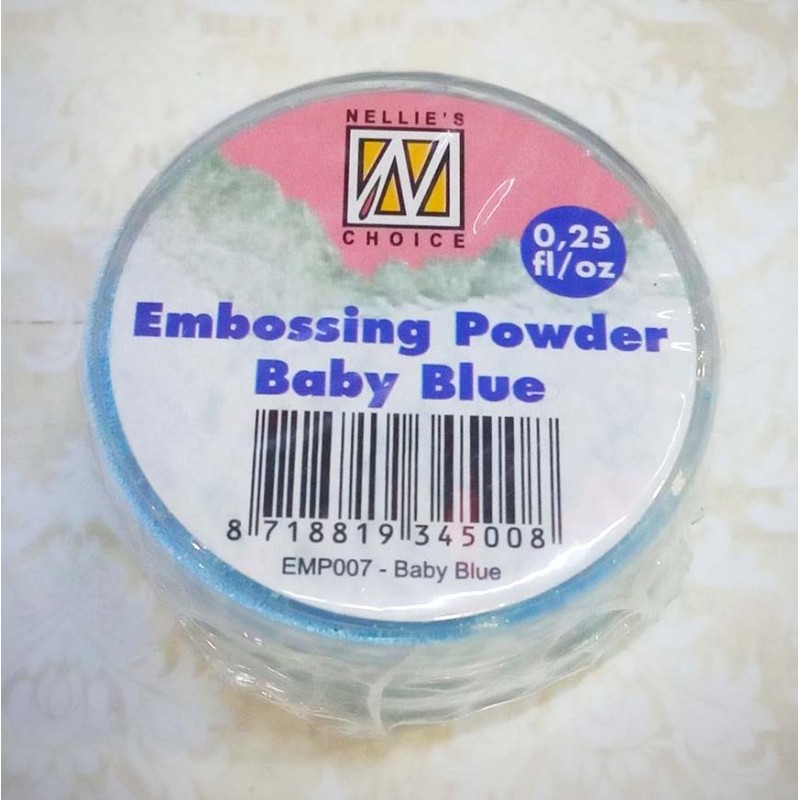 NELLIE'S
N
CHOICE
0,25
fl/oz
Embossing Powder
Baby Blue
8 718819 345008
EMP007 - Baby Blue